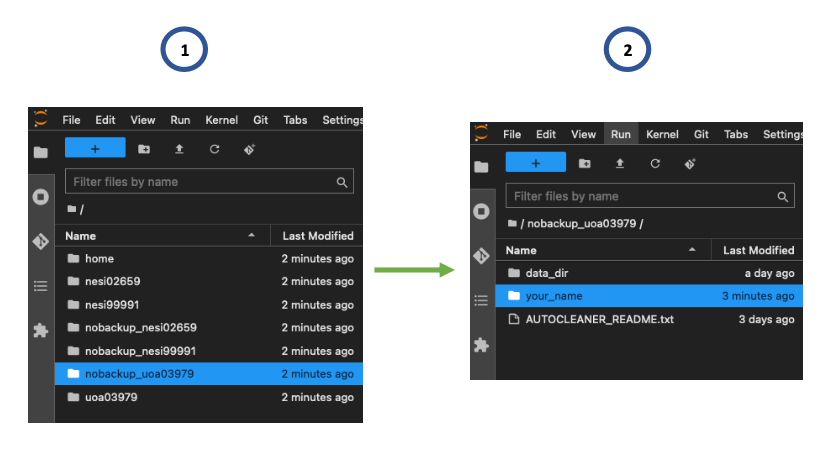 1
File Edit View Run Kernel Git Tabs Settings
+
Filter files by name
/
Name Last Modified
home 2 minutes ago
nesi02659 2 minutes ago
nesi99991 2 minutes ago
nobackup_nesi02659 2 minutes ago
nobackup_nesi99991 2 minutes ago
nobackup_uoa03979 2 minutes ago
uoa03979 2 minutes ago
2
File Edit View Run Kernel Git Tabs Settings
+
Filter files by name
/ nobackup_uoa03979 /
Name Last Modified
data_dir a day ago
your_name 3 minutes ago
AUTOCLEANER_README.txt 3 days ago